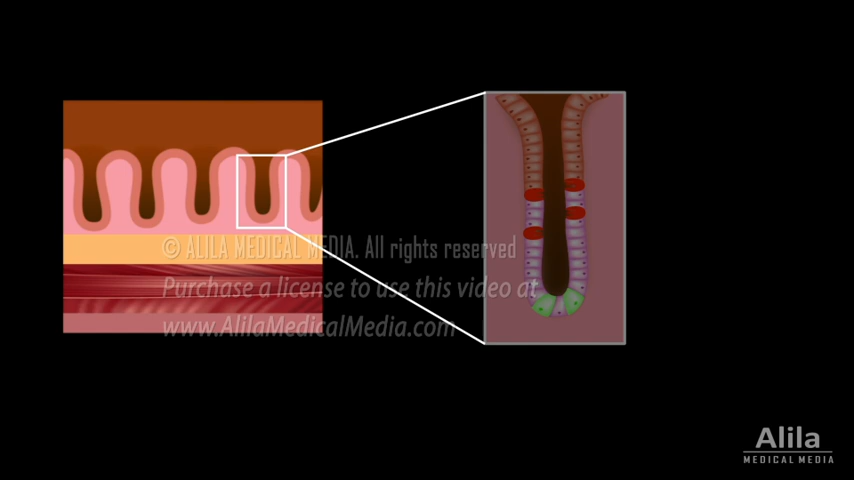 © ALILA MEDICAL MEDIA. All rights reserved
Purchase a license to use this video at
www.AlilaMedicalMedia.com
Alila
MEDICAL MEDIA